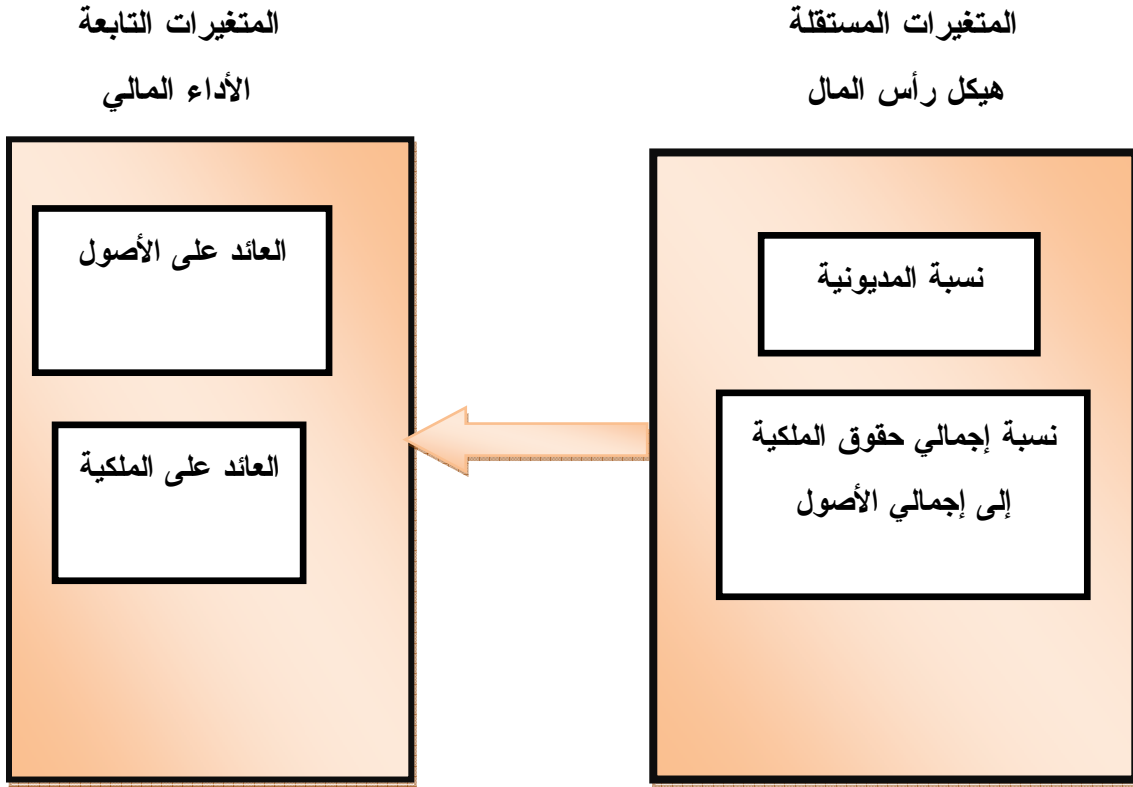 المتغيرات المستقلة
هيكل رأس المال
نسبة المديونية
نسبة إجمالي حقوق الملكية
إلى إجمالي الأصول
المتغيرات التابعة
الأداء المالي
العائد على الأصول
العائد على الملكية